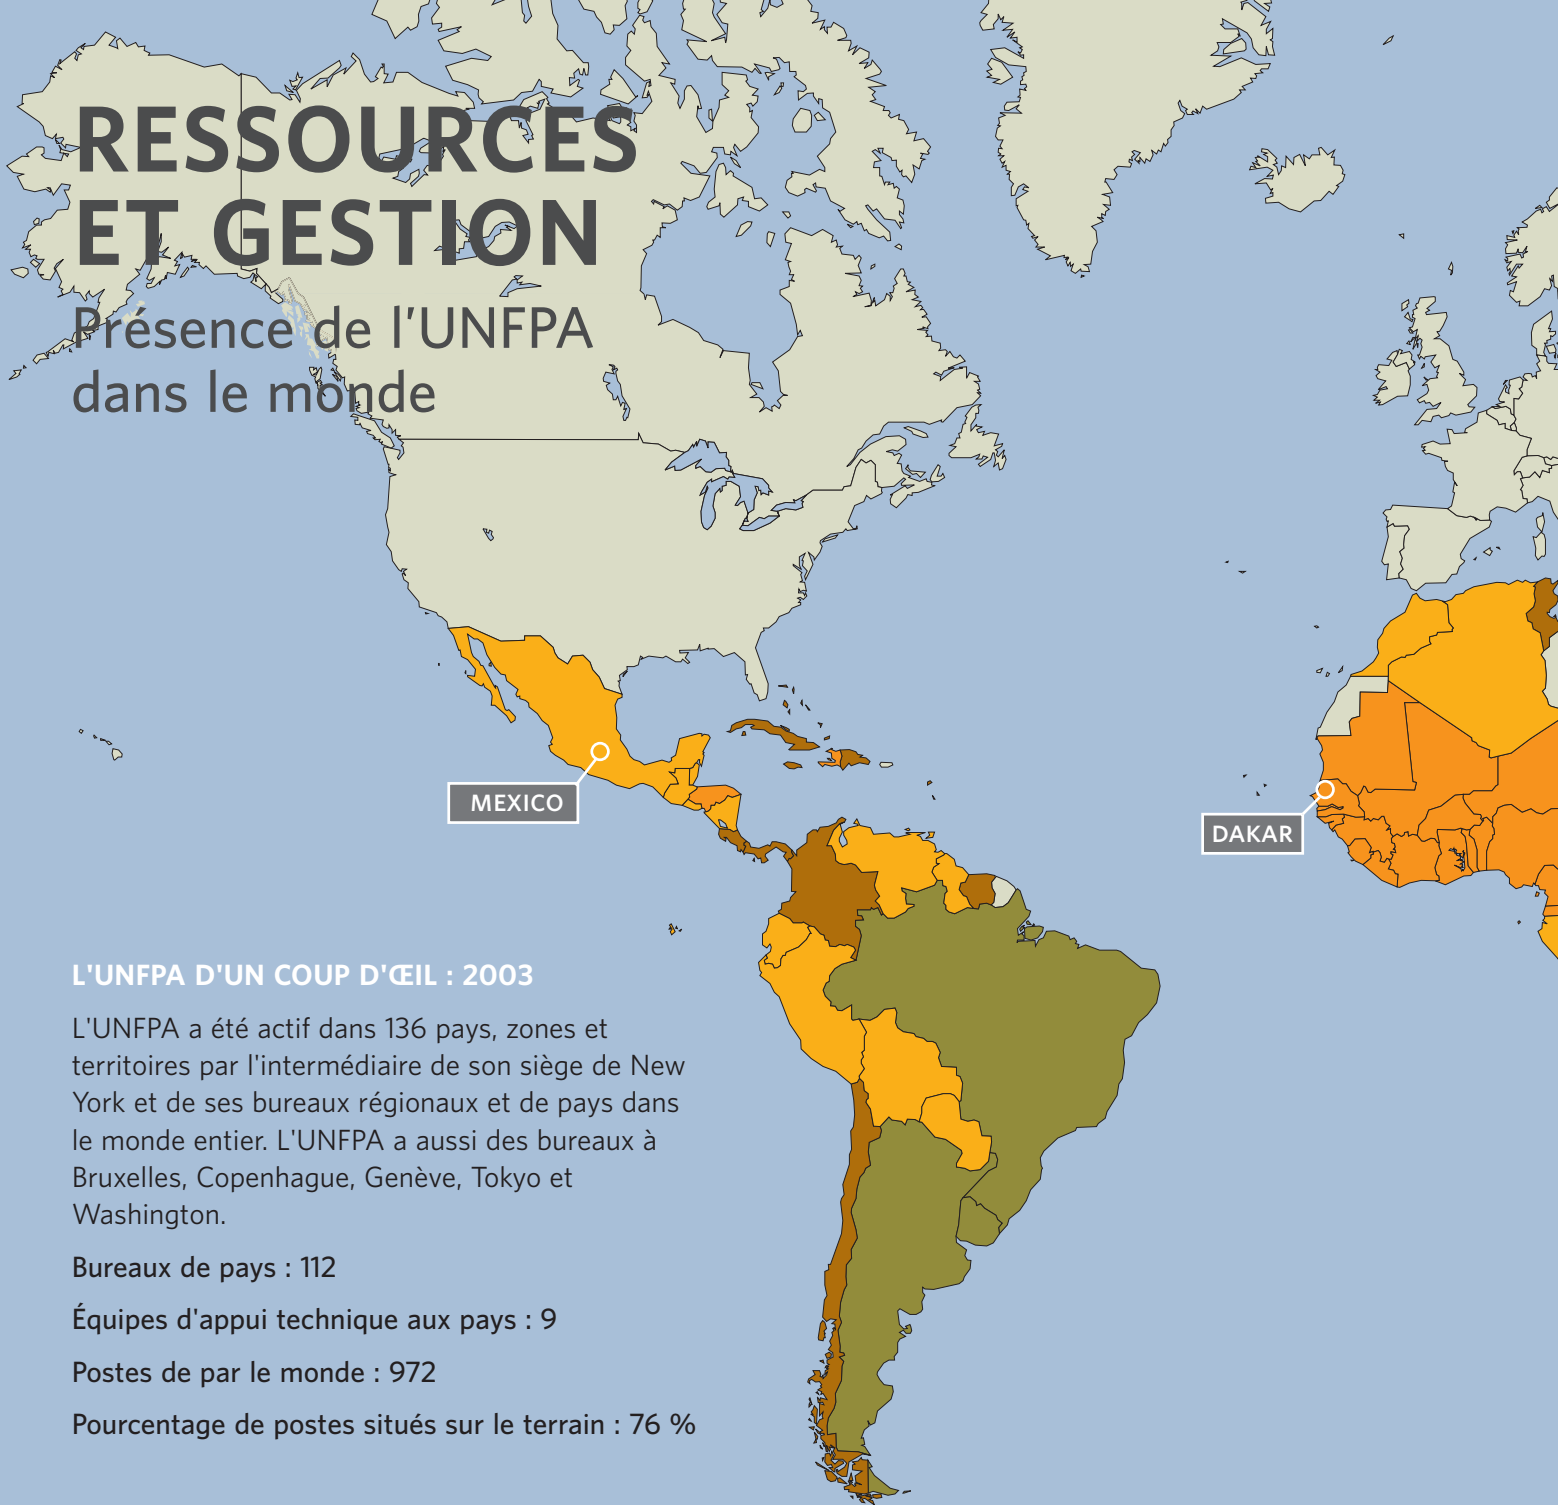 RESSOURCES
ET GESTION
Présence de l'UNFPA
dans le monde
MEXICO
DAKAR
L'UNFPA D'UN COUP D'ŒIL : 2003
L'UNFPA a été actif dans 136 pays, zones et
territoires par l'intermédiaire de son siège de New
York et de ses bureaux régionaux et de pays dans
le monde entier. L'UNFPA a aussi des bureaux à
Bruxelles, Copenhague, Genève, Tokyo et
Washington.
Bureaux de pays : 112
Équipes d'appui technique aux pays : 9
Postes de par le monde : 972
Pourcentage de postes situés sur le terrain : 76 %